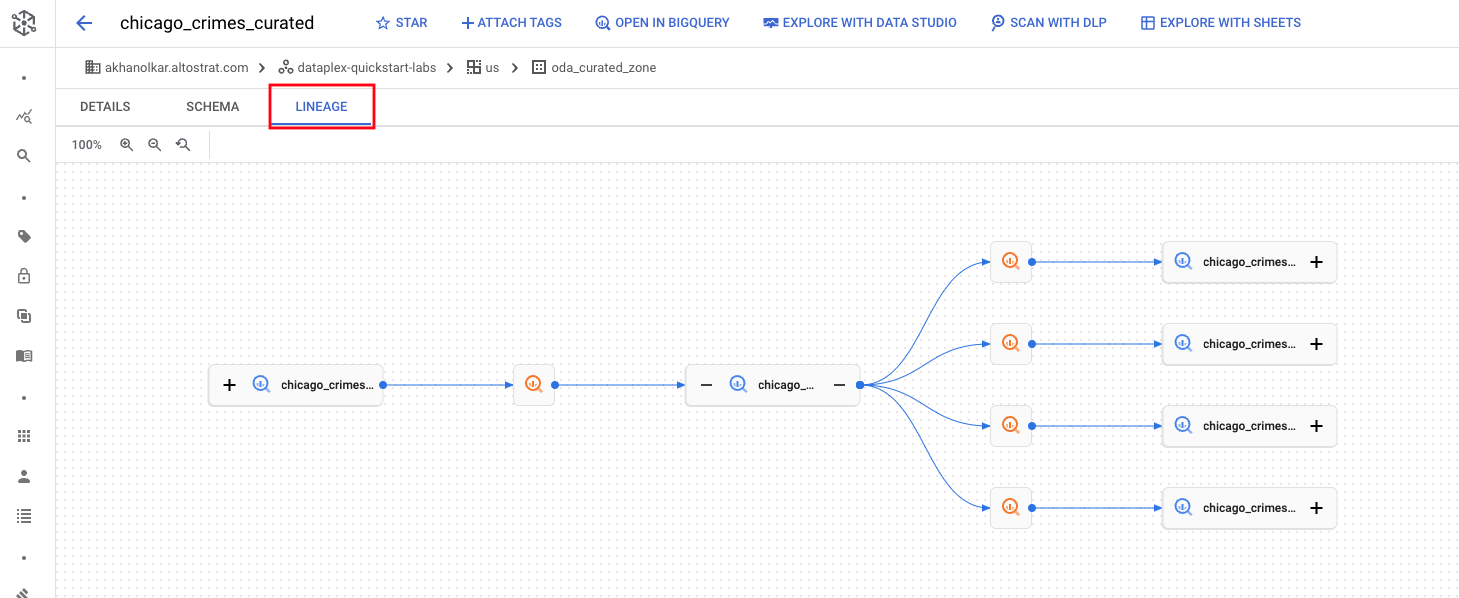 chicago_crimes_curated STAR ATTACH TAGS OPEN IN BIGQUERY EXPLORE WITH DATA STUDIO SCAN WITH DLP EXPLORE WITH SHEETS
akhanolkar.altostrat.com dataplex-quickstart-labs us oda_curated_zone
DETAILS SCHEMA LINEAGE
100%
chicago_crimes...
chicago_crimes...
chicago_crimes... chicago_...
chicago_crimes...
chicago_crimes...